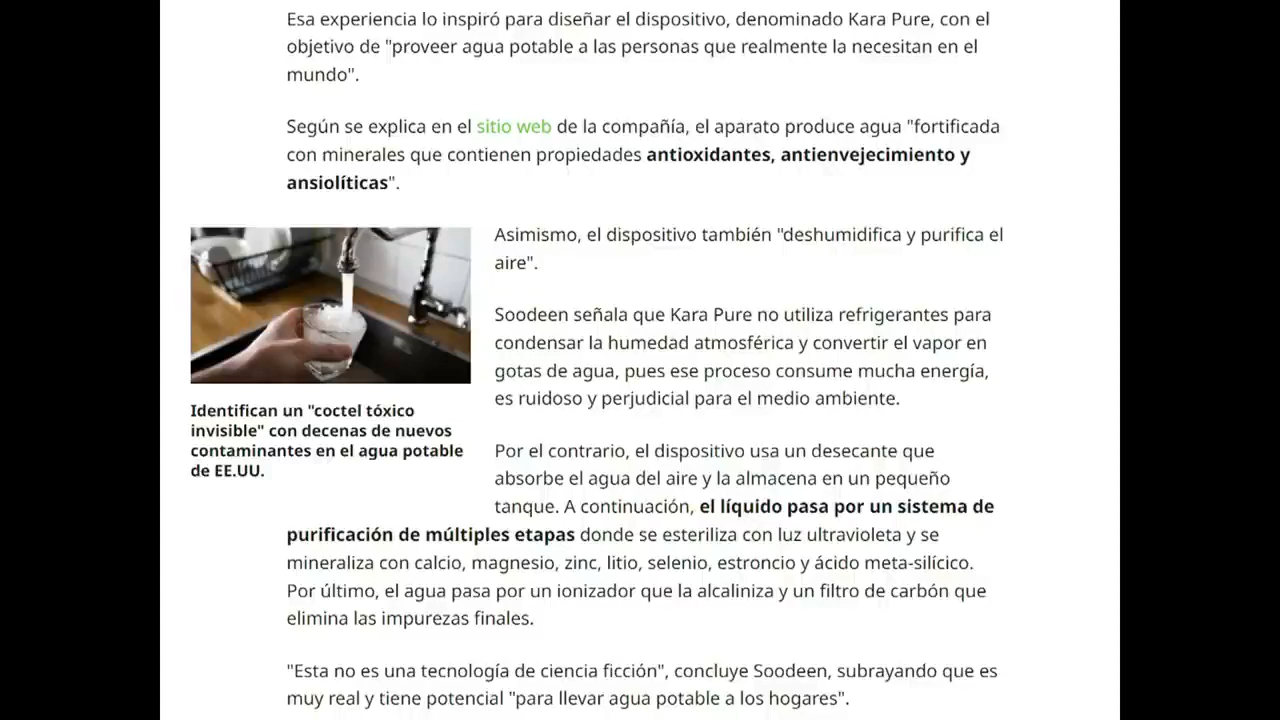 Esa experiencia lo inspiró para diseñar el dispositivo, denominado Kara Pure, con el
objetivo de "proveer agua potable a las personas que realmente la necesitan en el
mundo".
Según se explica en el sitio web de la compañía, el aparato produce agua "fortificada
con minerales que contienen propiedades antioxidantes, antienvejecimiento y
ansiolíticas".
Asimismo, el dispositivo también "deshumidifica y purifica el
aire".
Soodeen señala que Kara Pure no utiliza refrigerantes para
condensar la humedad atmosférica y convertir el vapor en
gotas de agua, pues ese proceso consume mucha energía,
es ruidoso y perjudicial para el medio ambiente.
Identifican un "coctel tóxico
invisible" con decenas de nuevos
contaminantes en el agua potable
de EE.UU.
Por el contrario, el dispositivo usa un desecante que
absorbe el agua del aire y la almacena en un pequeño
tanque. A continuación, el líquido pasa por un sistema de
purificación de múltiples etapas donde se esteriliza con luz ultravioleta y se
mineraliza con calcio, magnesio, zinc, litio, selenio, estroncio y ácido meta-silícico.
Por último, el agua pasa por un ionizador que la alcaliniza y un filtro de carbón que
elimina las impurezas finales.
"Esta no es una tecnología de ciencia ficción", concluye Soodeen, subrayando que es
muy real y tiene potencial "para llevar agua potable a los hogares".